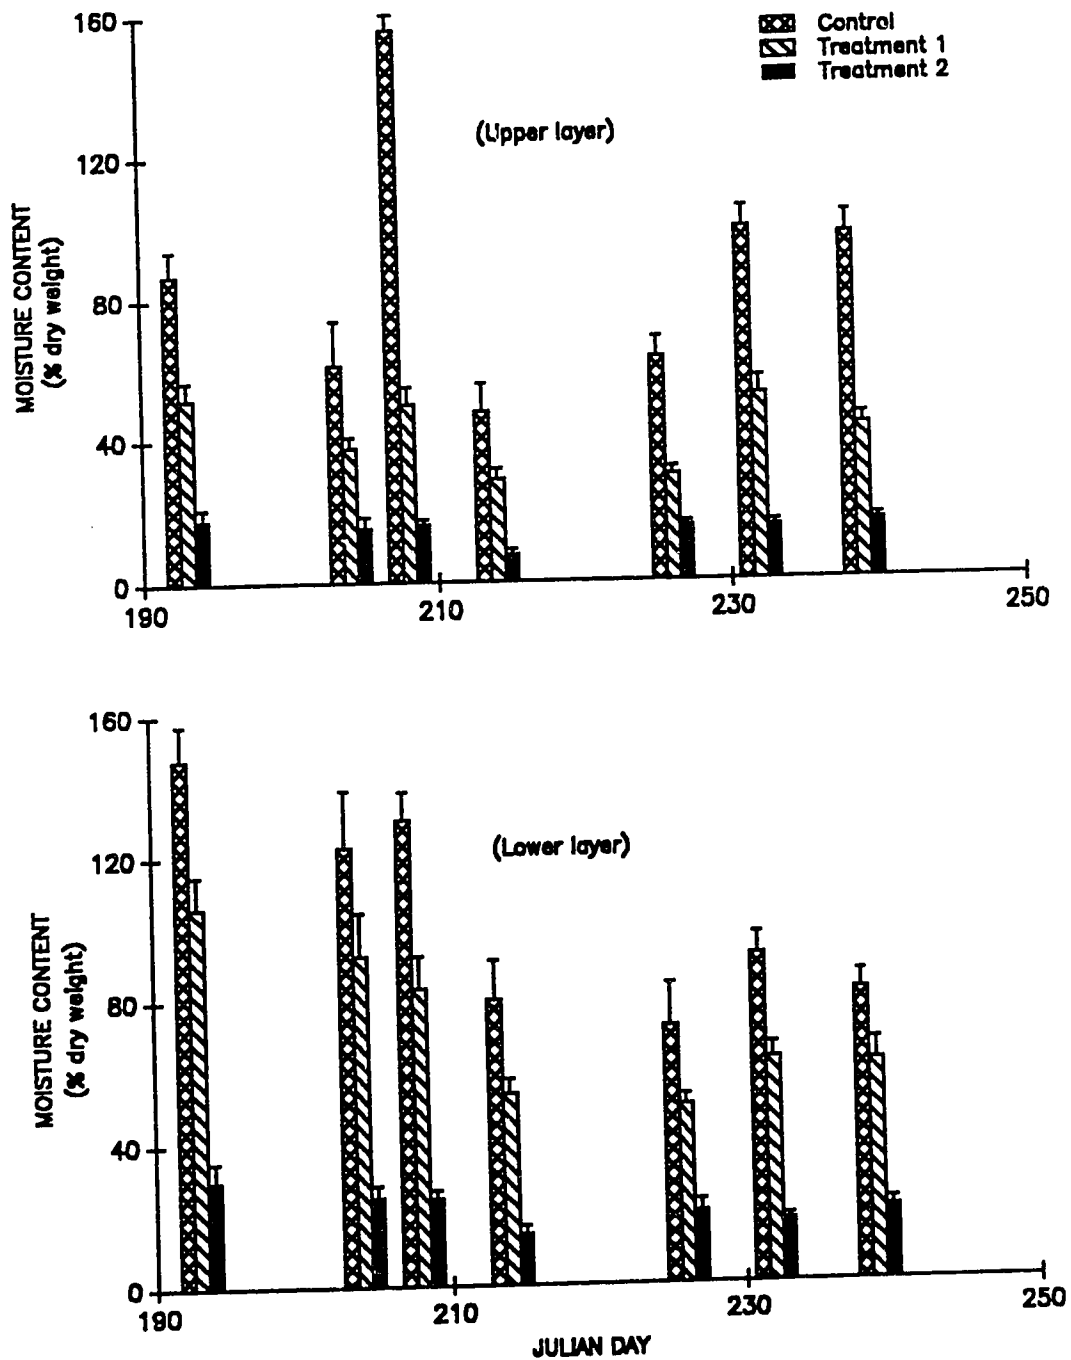 160
Control
Treatment 1
Treatment 2
(Upper layer)
120
MOISTURE CONTENT
(% dry weight)
80
40
0
190
210
230
250
160
(Lower layer)
120
MOISTURE CONTENT
(% dry weight)
80
40
0
190
210
230
250
JULIAN DAY